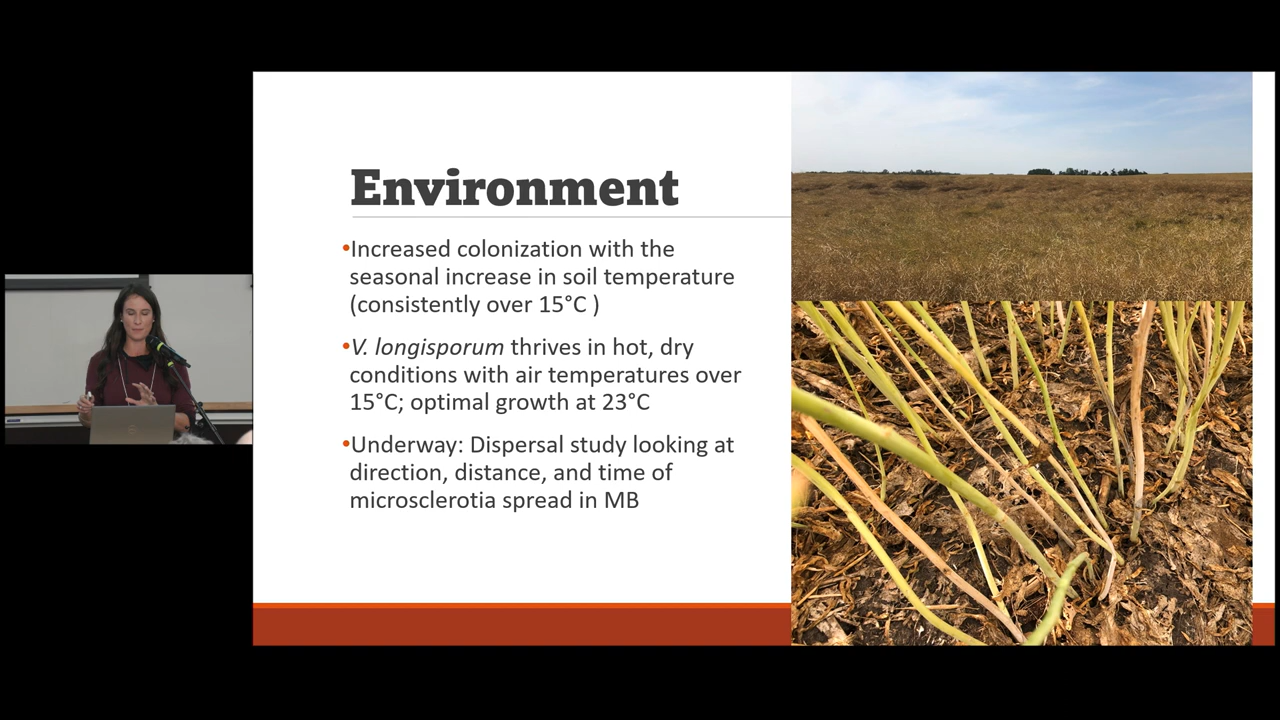 Environment
•Increased colonization with the
seasonal increase in soil temperature
(consistently over 15°C )
•V. longisporum thrives in hot, dry
conditions with air temperatures over
15°C; optimal growth at 23°C
•Underway: Dispersal study looking at
direction, distance, and time of
microsclerotia spread in MB